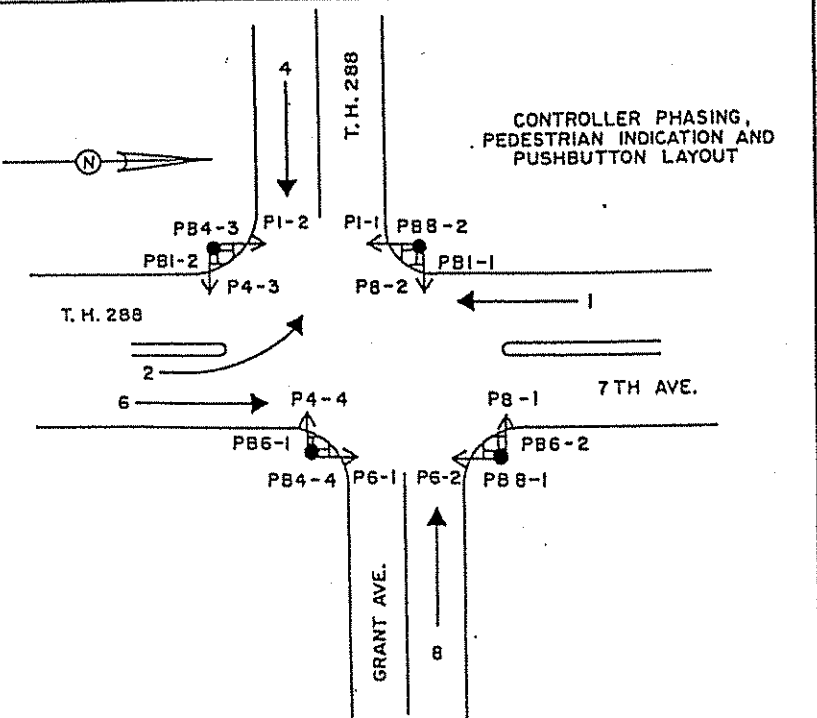 4
T.H. 288
CONTROLLER PHASING,
PEDESTRIAN INDICATION AND
PUSHBUTTON LAYOUT
N
PB4-3
P1-2
P1-1
PB8-2
PB1-2
PB1-1
P4-3
P8-2
T.H. 288
1
2
7TH AVE.
6
P4-4
P8-1
PB6-1
PB6-2
PB4-4
P6-1
P6-2
PB8-1
GRANT AVE.
8